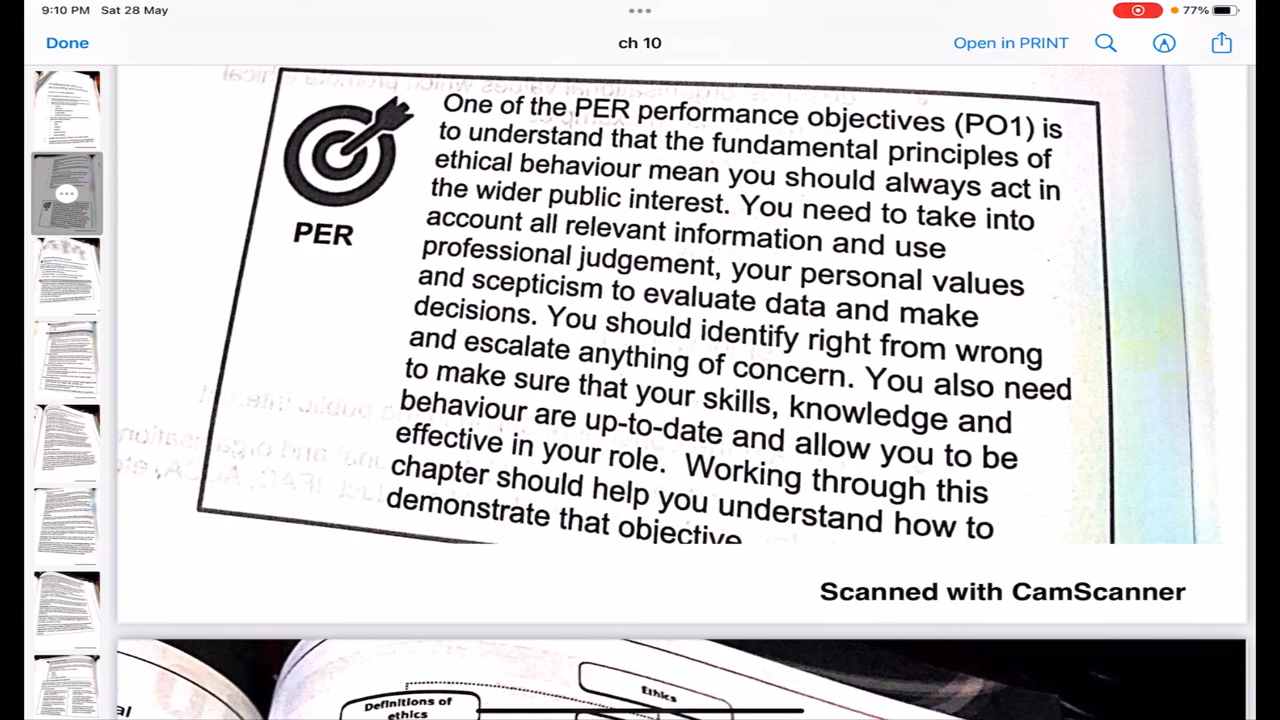 9:10 PM Sat 28 May
77%
Done
ch 10
Open in PRINT
One of the PER performance objectives (PO1) is
to understand that the fundamental principles of
ethical behaviour mean you should always act in
the wider public interest. You need to take into
account all relevant information and use
professional judgement, your personal values
and scepticism to evaluate data and make
decisions. You should identify right from wrong
and escalate anything of concern. You also need
to make sure that your skills, knowledge and
behaviour are up-to-date and allow you to be
effective in your role. Working through this
chapter should help you understand how to
demonstrate that objective
PER
Scanned with CamScanner
Ethics
Definitions of
ethics